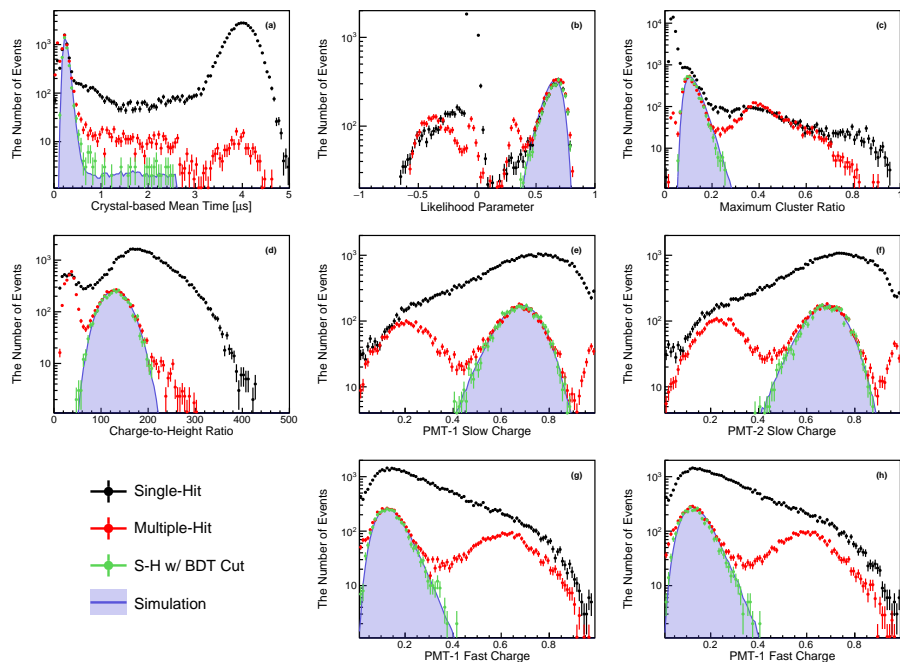 The Number of Events
10³
10²
10
(a)
0 1 2 3 4 5
Crystal-based Mean Time [μs]
The Number of Events
10²
(b)
−1 −0.5 0 0.5 1
Likelihood Parameter
The Number of Events
10⁴
10³
10²
10
1
(c)
0 0.2 0.4 0.6 0.8 1
Maximum Cluster Ratio
The Number of Events
10³
10²
10
(d)
0 100 200 300 400 500
Charge-to-Height Ratio
The Number of Events
10³
10²
10
(e)
0.2 0.4 0.6 0.8
PMT-1 Slow Charge
The Number of Events
10³
10²
10
(f)
0.2 0.4 0.6 0.8
PMT-2 Slow Charge
Single-Hit
Multiple-Hit
S-H w/ BDT Cut
Simulation
The Number of Events
10³
10²
10
(g)
0.2 0.4 0.6 0.8
PMT-1 Fast Charge
The Number of Events
10³
10²
10
(h)
0.2 0.4 0.6 0.8
PMT-1 Fast Charge